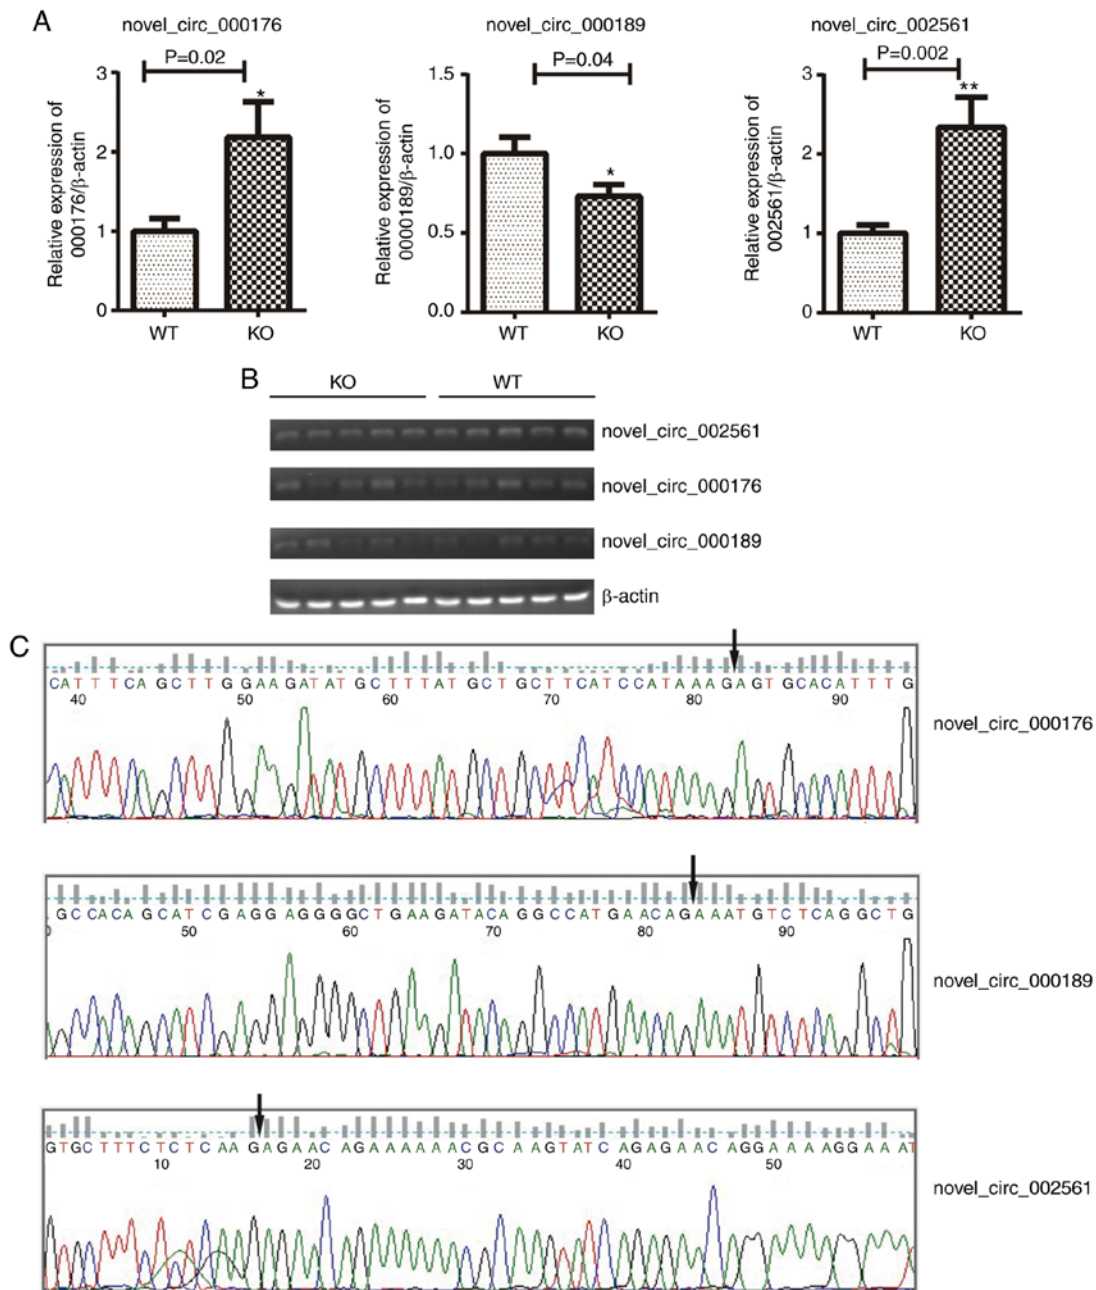 A
novel_circ_000176
novel_circ_000189
novel_circ_002561
P=0.02
P=0.04
P=0.002
Relative expression of
000176/β-actin
3
2
1
0
*
WT
KO
Relative expression of
0000189/β-actin
1.5
1.0
0.5
0.0
*
WT
KO
Relative expression of
002561/β-actin
3
2
1
0
**
WT
KO
B
KO
WT
novel_circ_002561
novel_circ_000176
novel_circ_000189
β-actin
C
CATTTCAGCTTGGAAGATATGCTTTATGCTGCTTCATCCATAAAGAGTGCACATTTG
40 50 60 70 80 90
novel_circ_000176
GCCACAGCATCGAGGAGGGGCTGAAGATACAGGCCATGAACAGAAATGTCTCAGGCTG
50 60 70 80 90
novel_circ_000189
GTGCTTTCTCTCAAGAGAACAGAAAAAAACGCAAGTATCAGAGAACAGGAAAAGGAAAT
10 20 30 40 50
novel_circ_002561